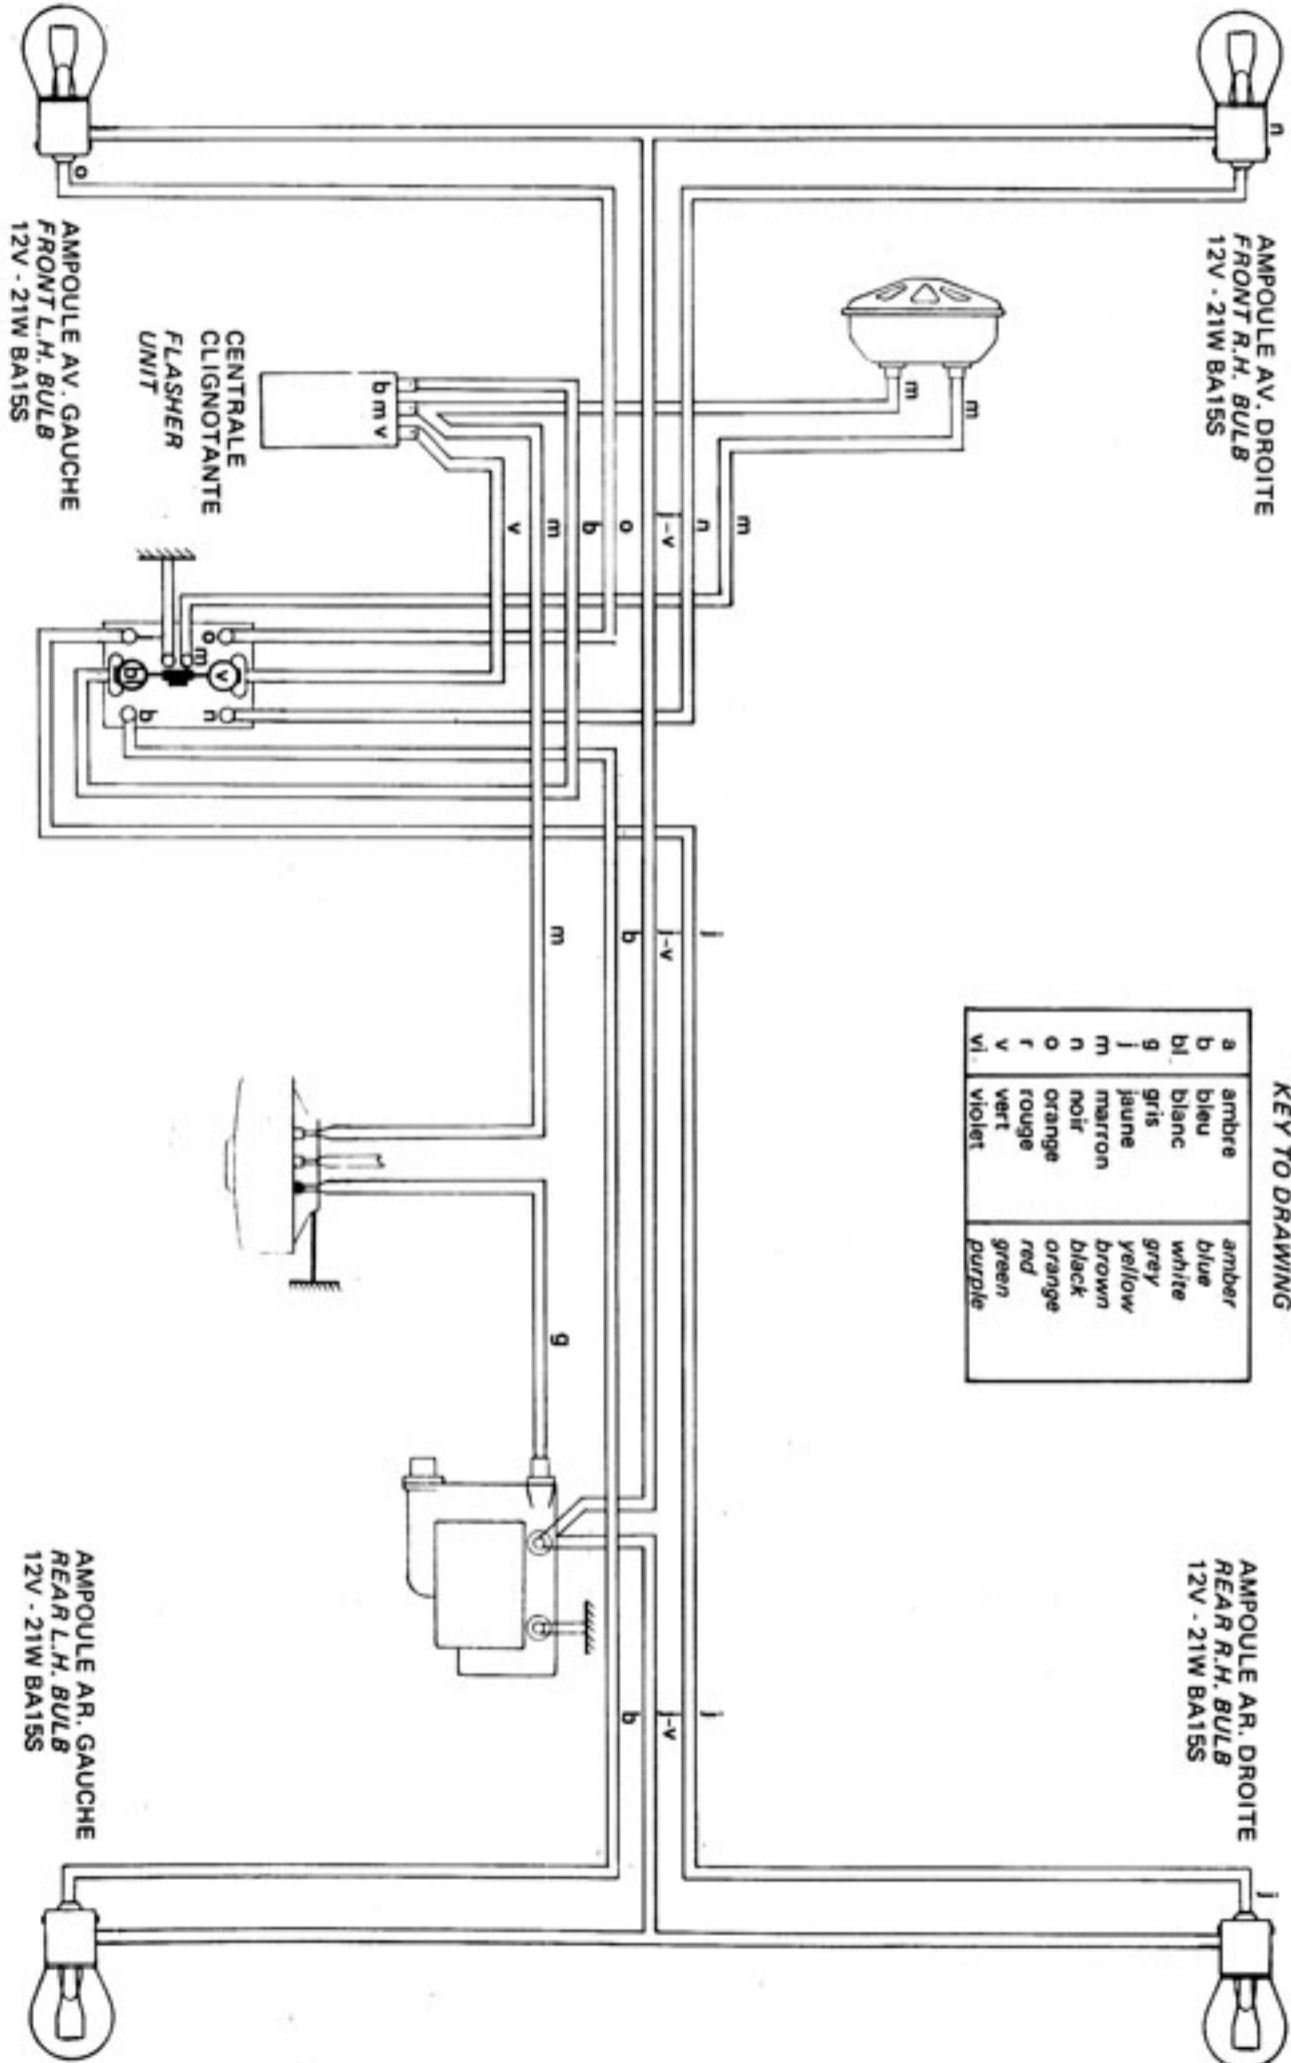 KEY TO DRAWING
a ambre amber
b bleu blue
bl. blanc white
g gris grey
j jaune yellow
m marron brown
n noir black
o orange orange
r rouge red
v vert green
vi. violet purple
AMPOULE AV. DROITE
FRONT R.H. BULB
12V - 21W BA15S
AMPOULE AR. DROITE
REAR R.H. BULB
12V - 21W BA15S
AMPOULE AV. GAUCHE
FRONT L.H. BULB
12V - 21W BA15S
AMPOULE AR. GAUCHE
REAR L.H. BULB
12V - 21W BA15S
CENTRALE
CLIGNOTANTE
FLASHER
UNIT
b m v
n
o
m
m
m
n
j-v
o
b
m
v
o
m
v
bl
b
n
j
j-v
b
m
g
j
j-v
b
j